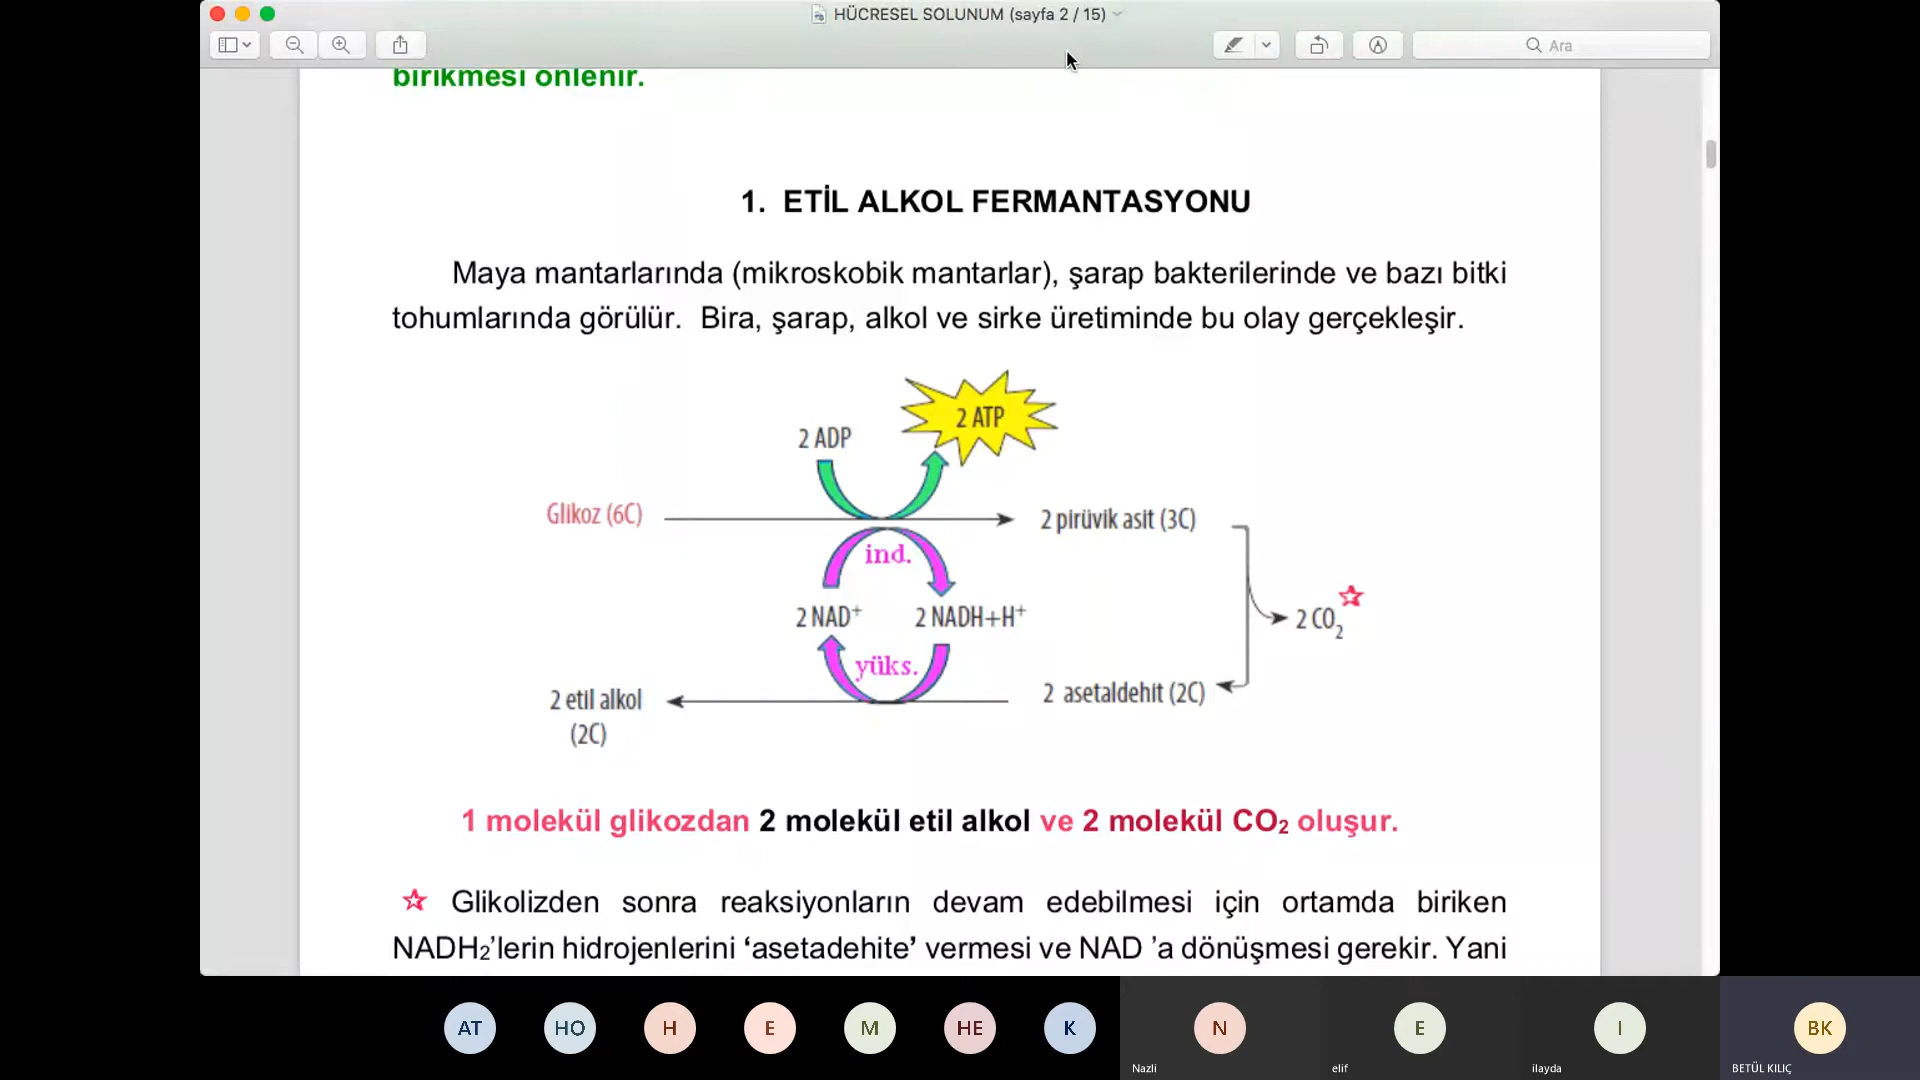 HÜCRESEL SOLUNUM (sayfa 2 / 15)
Ara
birikmesi önlenir.
1. ETİL ALKOL FERMANTASYONU
Maya mantarlarında (mikroskobik mantarlar), şarap bakterilerinde ve bazı bitki
tohumlarında görülür. Bira, şarap, alkol ve sirke üretiminde bu olay gerçekleşir.
2 ATP
2 ADP
Glikoz (6C)
2 pirüvik asit (3C)
ind.
2 NAD⁺
2 NADH+H⁺
2 CO₂
yüks.
2 etil alkol
(2C)
2 asetaldehit (2C)
1 molekül glikozdan 2 molekül etil alkol ve 2 molekül CO₂ oluşur.
☆ Glikolizden sonra reaksiyonların devam edebilmesi için ortamda biriken
NADH₂’lerin hidrojenlerini ‘asetadehite’ vermesi ve NAD ’a dönüşmesi gerekir. Yani
AT
HO
H
E
M
HE
K
N
E
I
BK
Nazli
elif
ilayda
BETÜL KILIÇ